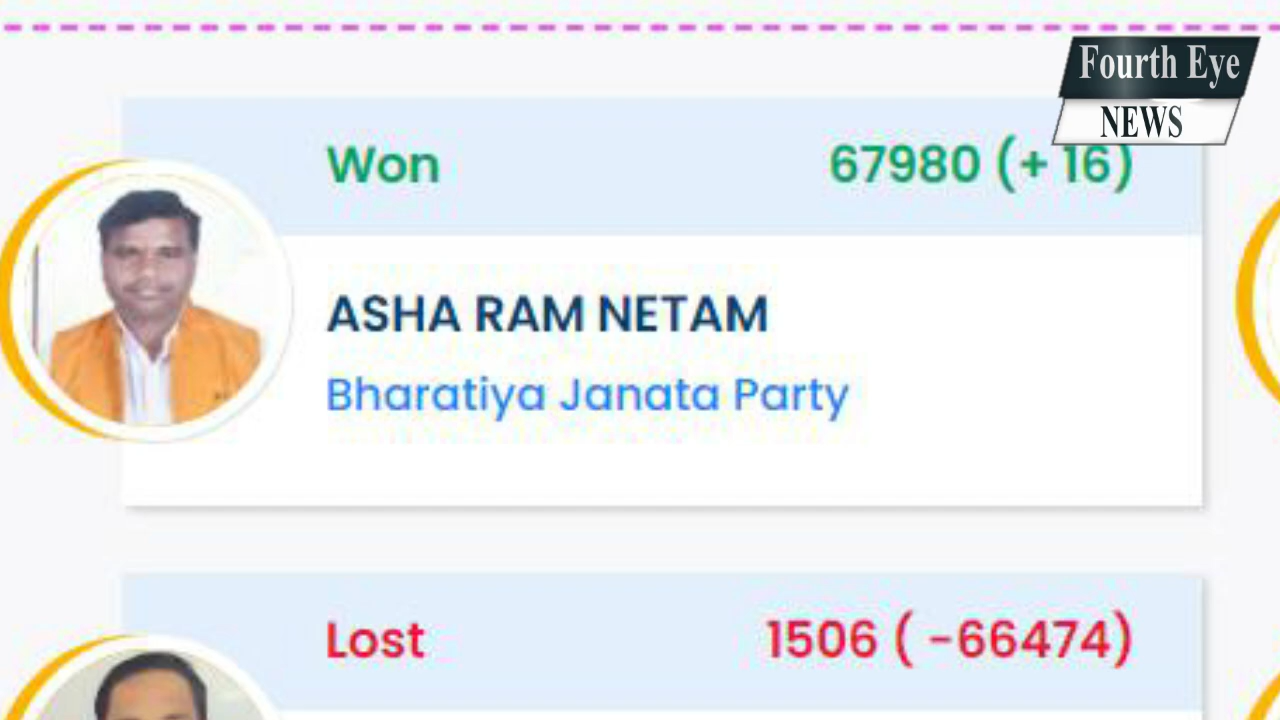 Fourth Eye
NEWS
Won 67980 (+ 16)
ASHA RAM NETAM
Bharatiya Janata Party
Lost 1506 ( -66474)